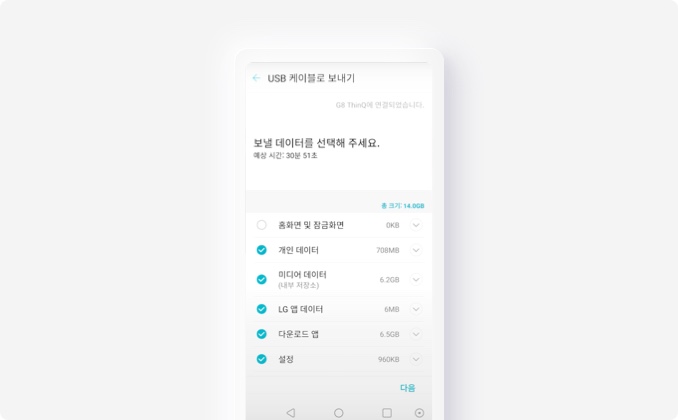 USB 케이블로 보내기
G8 ThinQ에 연결되었습니다.
보낼 데이터를 선택해 주세요.
예상 시간: 30분 51초
총 크기: 14.0GB
홈화면 및 잠금화면 0KB
개인 데이터 708MB
미디어 데이터 6.2GB
(내부 저장소)
LG 앱 데이터 6MB
다운로드 앱 6.5GB
설정 960KB
다음